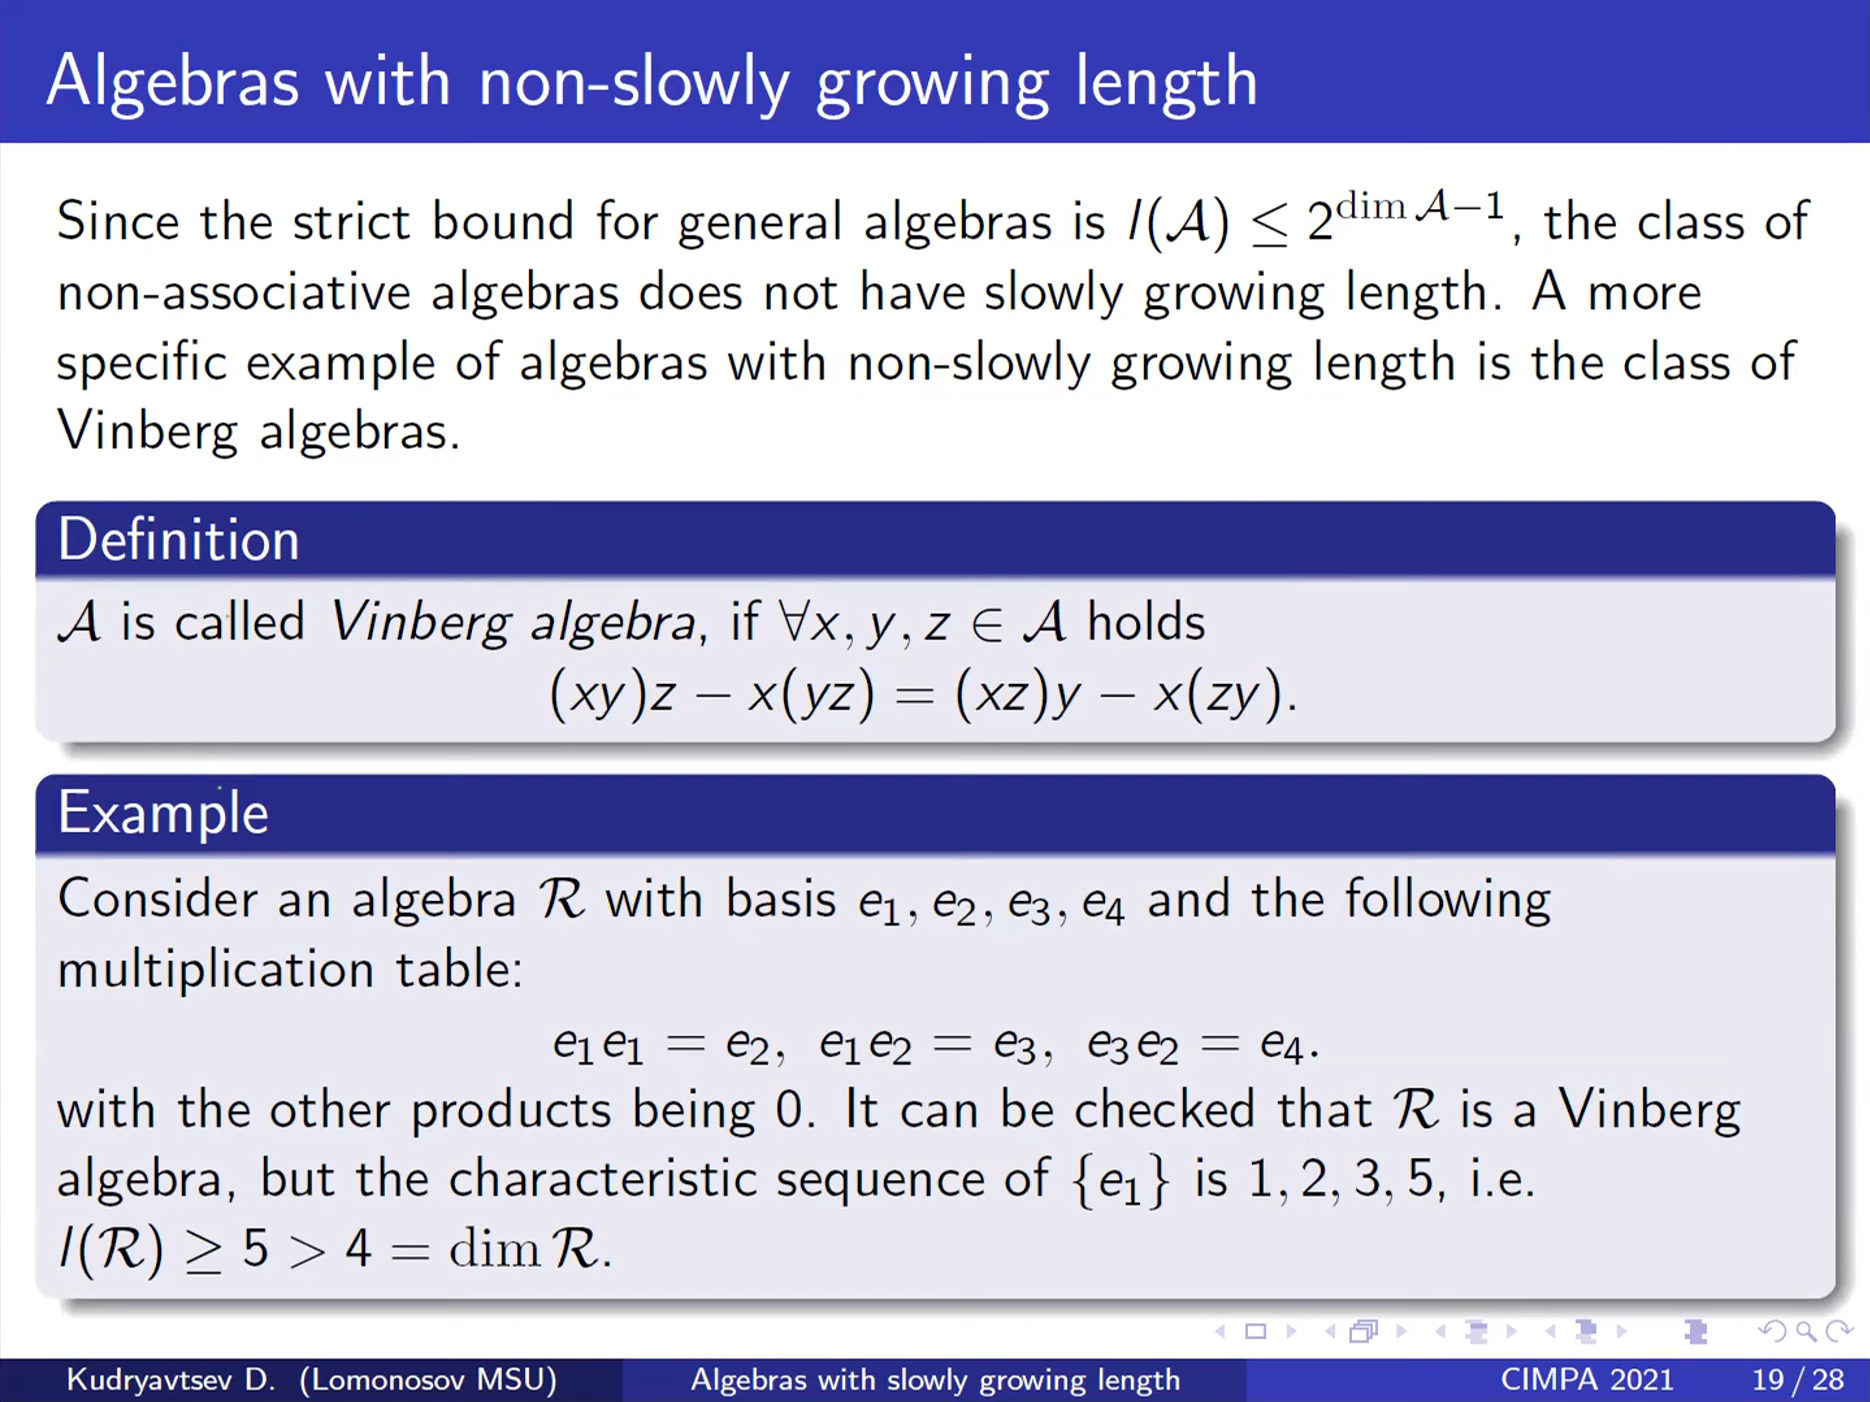 Algebras with non-slowly growing length
Since the strict bound for general algebras is l(𝒜) ≤ 2^{dim 𝒜−1}, the class of
non-associative algebras does not have slowly growing length. A more
specific example of algebras with non-slowly growing length is the class of
Vinberg algebras.
Definition
𝒜 is called Vinberg algebra, if ∀x, y, z ∈ 𝒜 holds
(xy)z − x(yz) = (xz)y − x(zy).
Example
Consider an algebra ℛ with basis e₁, e₂, e₃, e₄ and the following
multiplication table:
e₁e₁ = e₂, e₁e₂ = e₃, e₃e₂ = e₄.
with the other products being 0. It can be checked that ℛ is a Vinberg
algebra, but the characteristic sequence of {e₁} is 1, 2, 3, 5, i.e.
l(ℛ) ≥ 5 > 4 = dim ℛ.
Kudryavtsev D. (Lomonosov MSU) Algebras with slowly growing length CIMPA 2021 19 / 28